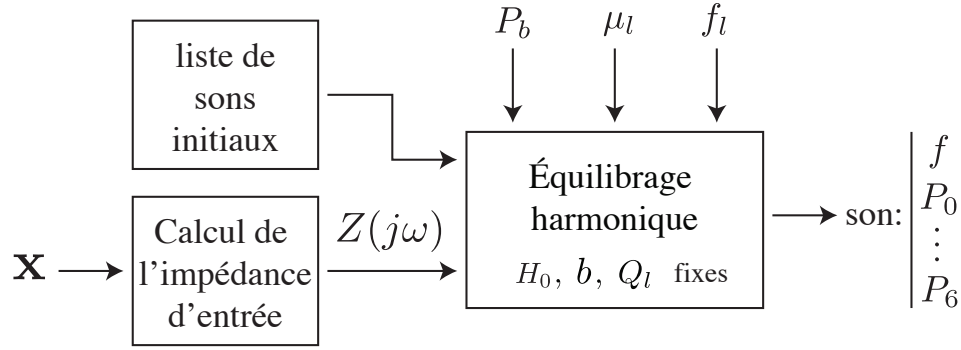 liste de
sons
initiaux
P_b μ_l f_l
x
Calcul de
l'impédance
d'entrée
Z(jω)
Équilibrage
harmonique
H_0, b, Q_l fixes
son:
f
P_0
⋮
P_6